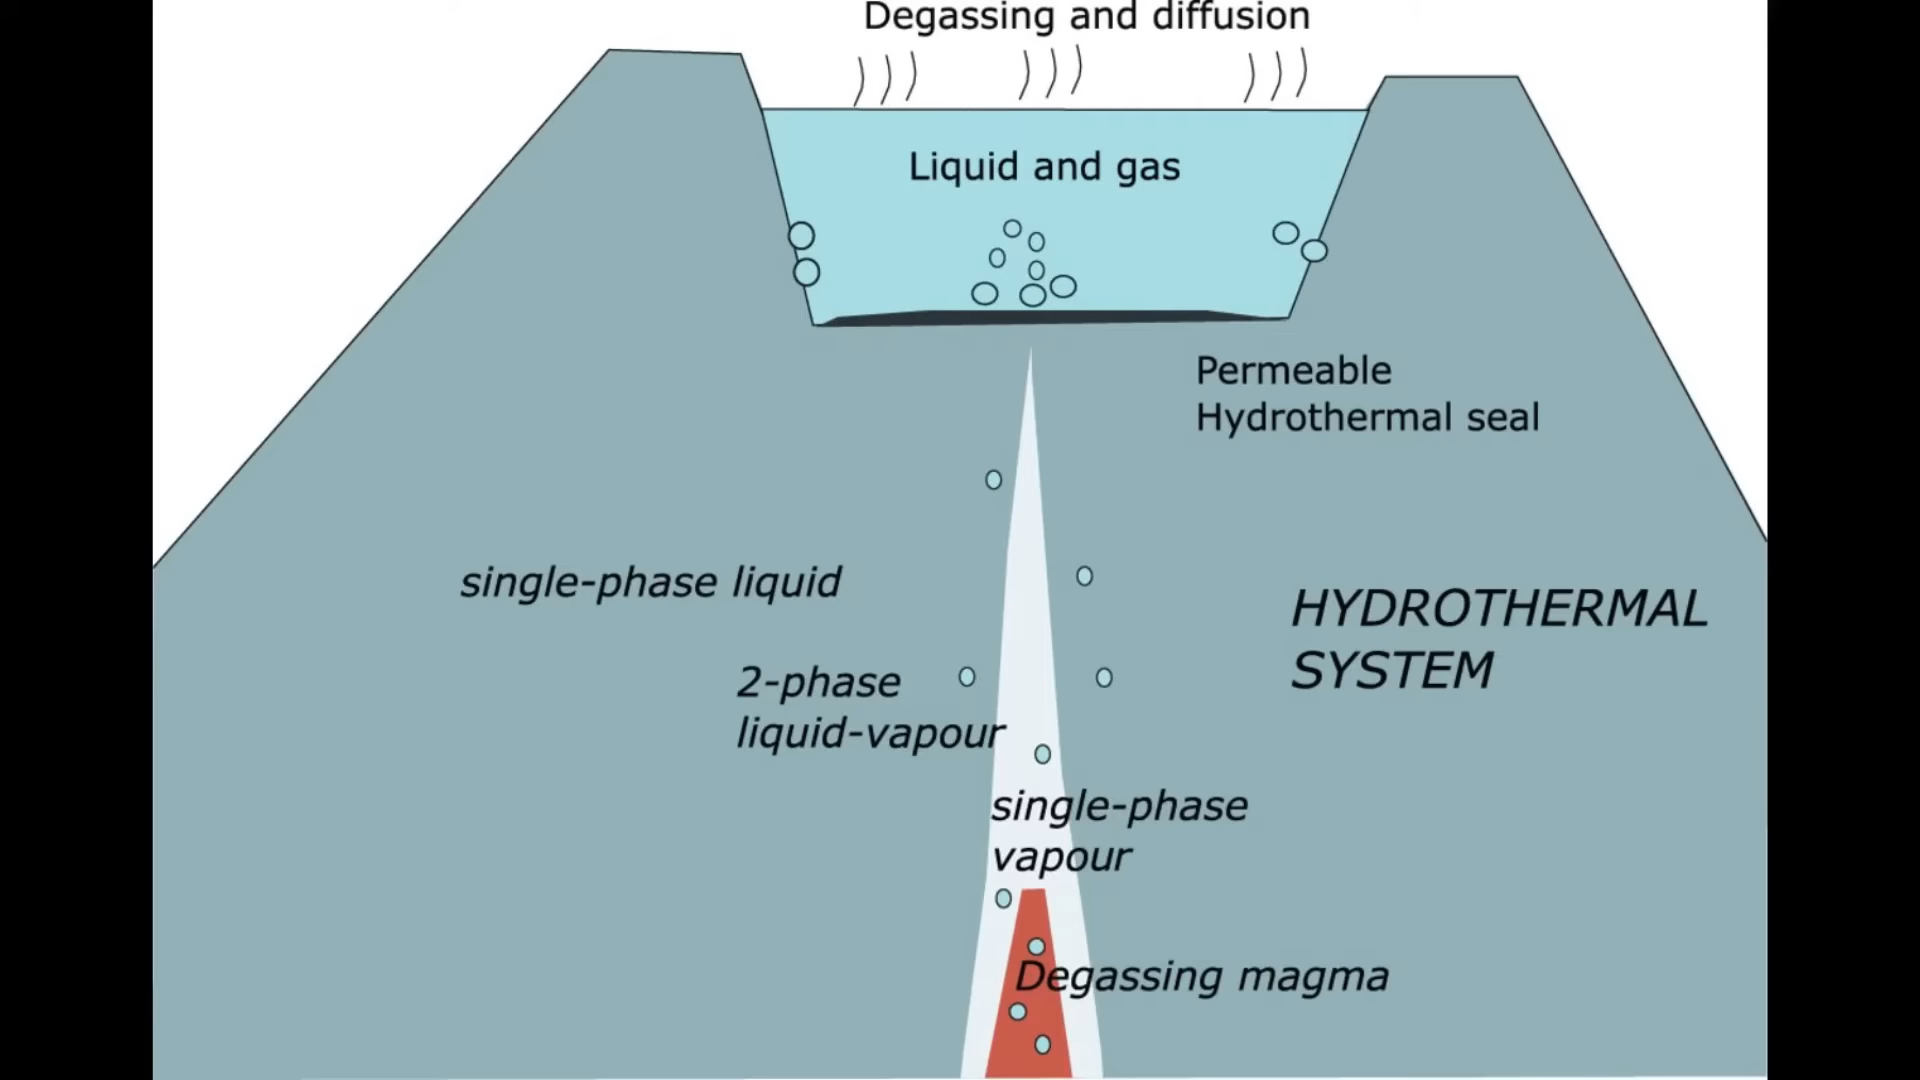 Degassing and diffusion
Liquid and gas
Permeable
Hydrothermal seal
single-phase liquid
HYDROTHERMAL
SYSTEM
2-phase
liquid-vapour
single-phase
vapour
Degassing magma